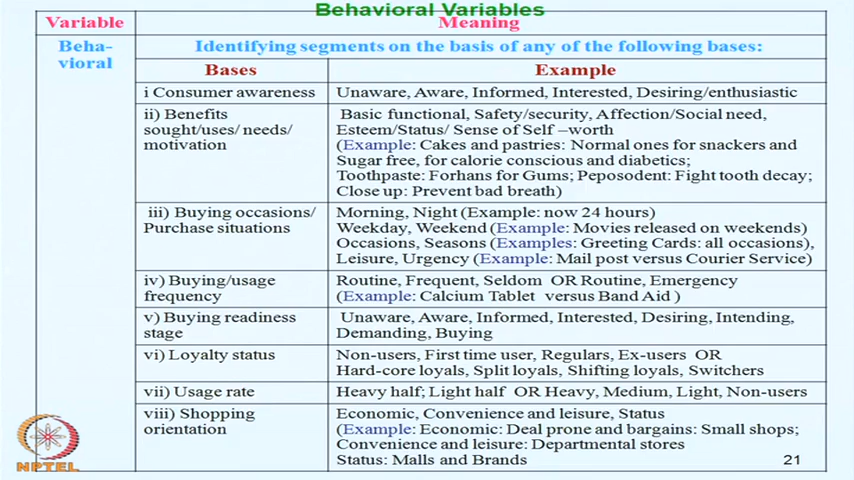 Behavioral Variables
Variable Meaning
Beha-
vioral
Identifying segments on the basis of any of the following bases:
Bases Example
i Consumer awareness Unaware, Aware, Informed, Interested, Desiring/enthusiastic
ii) Benefits
sought/uses/ needs/
motivation
Basic functional, Safety/security, Affection/Social need,
Esteem/Status/ Sense of Self –worth
(Example: Cakes and pastries: Normal ones for snackers and
Sugar free, for calorie conscious and diabetics;
Toothpaste: Forhans for Gums; Peposodent: Fight tooth decay;
Close up: Prevent bad breath)
iii) Buying occasions/
Purchase situations
Morning, Night (Example: now 24 hours)
Weekday, Weekend (Example: Movies released on weekends)
Occasions, Seasons (Examples: Greeting Cards: all occasions),
Leisure, Urgency (Example: Mail post versus Courier Service)
iv) Buying/usage
frequency
Routine, Frequent, Seldom OR Routine, Emergency
(Example: Calcium Tablet versus Band Aid )
v) Buying readiness
stage
Unaware, Aware, Informed, Interested, Desiring, Intending,
Demanding, Buying
vi) Loyalty status
Non-users, First time user, Regulars, Ex-users OR
Hard-core loyals, Split loyals, Shifting loyals, Switchers
vii) Usage rate Heavy half; Light half OR Heavy, Medium, Light, Non-users
viii) Shopping
orientation
Economic, Convenience and leisure, Status
(Example: Economic: Deal prone and bargains: Small shops;
Convenience and leisure: Departmental stores
Status: Malls and Brands
21
NPTEL